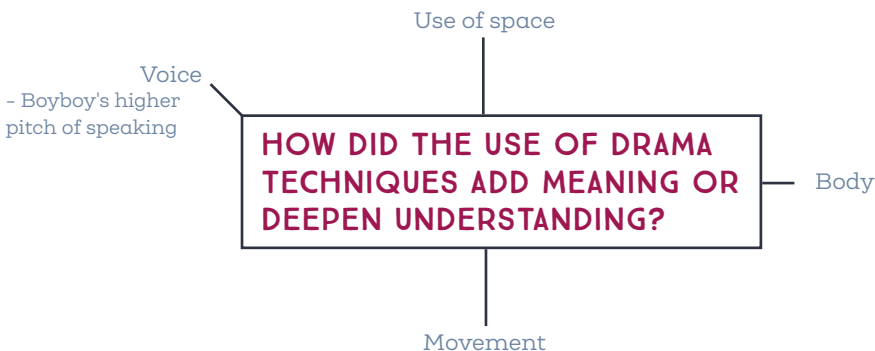 Use of space
Voice
- Boyboy's higher
pitch of speaking
HOW DID THE USE OF DRAMA
TECHNIQUES ADD MEANING OR
DEEPEN UNDERSTANDING?
Body
Movement